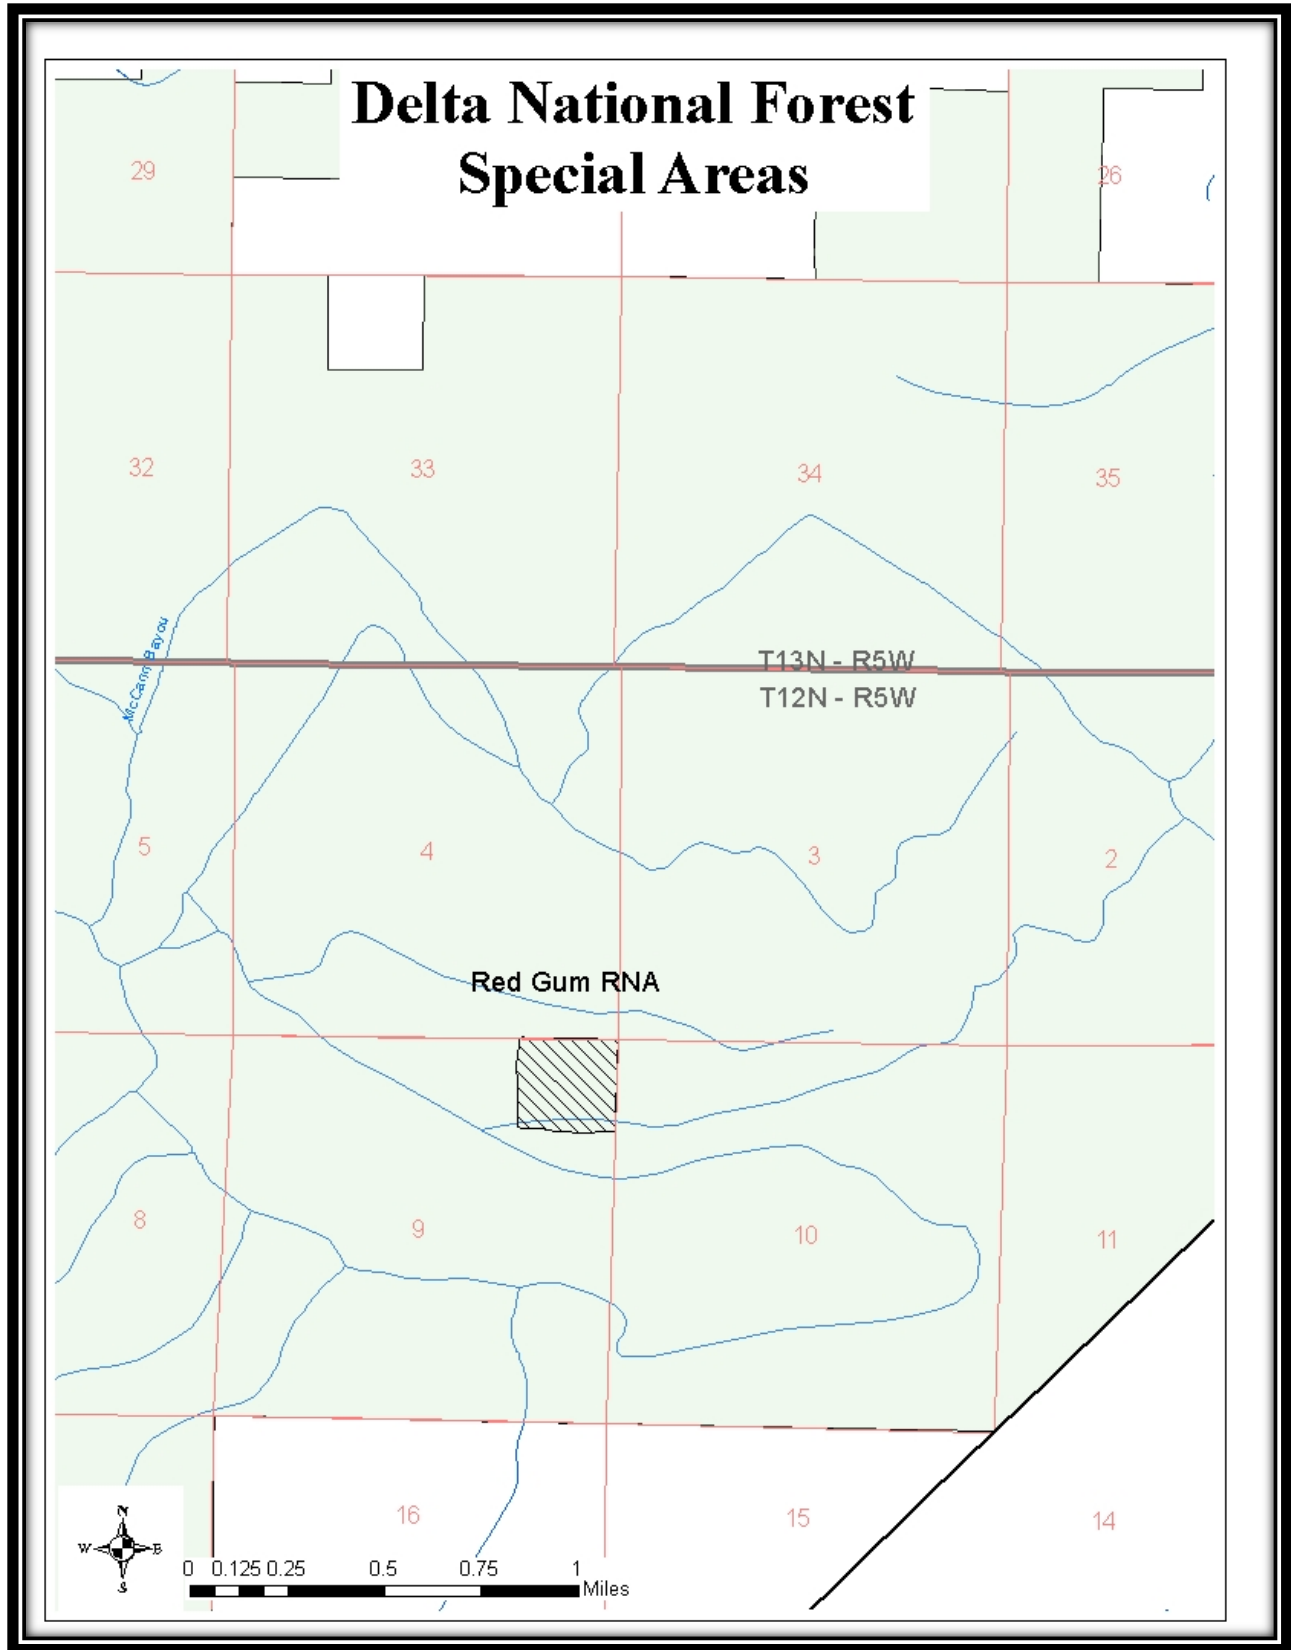 Delta National Forest
Special Areas
29
26
32
33
34
35
McCann Bayou
T13N - R5W
T12N - R5W
5
4
3
2
Red Gum RNA
8
9
10
11
16
15
14
N
W E
S
0 0.125 0.25 0.5 0.75 1
Miles